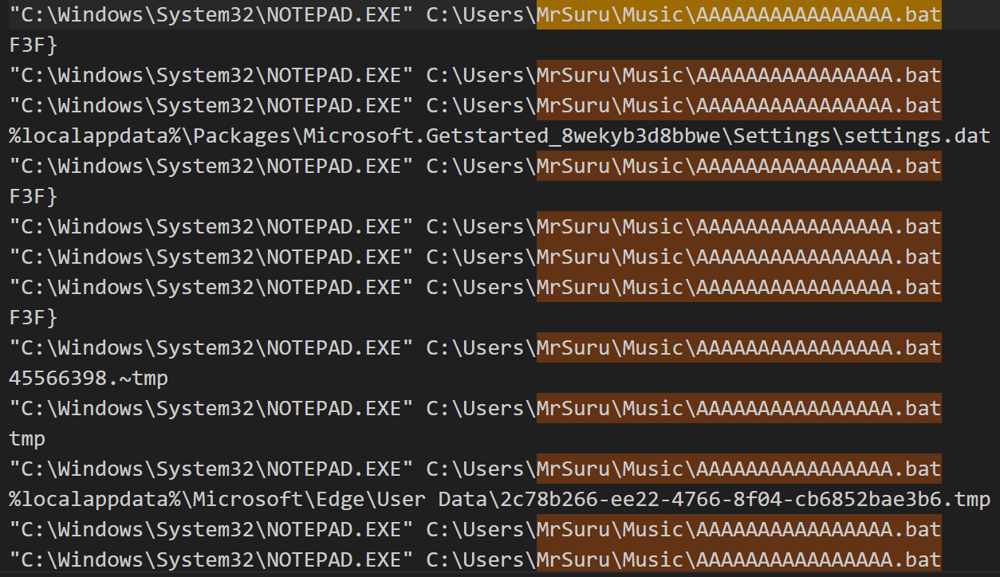 "C:\Windows\System32\NOTEPAD.EXE" C:\Users\MrSuru\Music\AAAAAAAAAAAAAAAA.bat
F3F}
"C:\Windows\System32\NOTEPAD.EXE" C:\Users\MrSuru\Music\AAAAAAAAAAAAAAAA.bat
"C:\Windows\System32\NOTEPAD.EXE" C:\Users\MrSuru\Music\AAAAAAAAAAAAAAAA.bat
%localappdata%\Packages\Microsoft.Getstarted_8wekyb3d8bbwe\Settings\settings.dat
"C:\Windows\System32\NOTEPAD.EXE" C:\Users\MrSuru\Music\AAAAAAAAAAAAAAAA.bat
F3F}
"C:\Windows\System32\NOTEPAD.EXE" C:\Users\MrSuru\Music\AAAAAAAAAAAAAAAA.bat
"C:\Windows\System32\NOTEPAD.EXE" C:\Users\MrSuru\Music\AAAAAAAAAAAAAAAA.bat
"C:\Windows\System32\NOTEPAD.EXE" C:\Users\MrSuru\Music\AAAAAAAAAAAAAAAA.bat
F3F}
"C:\Windows\System32\NOTEPAD.EXE" C:\Users\MrSuru\Music\AAAAAAAAAAAAAAAA.bat
45566398.~tmp
"C:\Windows\System32\NOTEPAD.EXE" C:\Users\MrSuru\Music\AAAAAAAAAAAAAAAA.bat
tmp
"C:\Windows\System32\NOTEPAD.EXE" C:\Users\MrSuru\Music\AAAAAAAAAAAAAAAA.bat
%localappdata%\Microsoft\Edge\User Data\2c78b266-ee22-4766-8f04-cb6852bae3b6.tmp
"C:\Windows\System32\NOTEPAD.EXE" C:\Users\MrSuru\Music\AAAAAAAAAAAAAAAA.bat
"C:\Windows\System32\NOTEPAD.EXE" C:\Users\MrSuru\Music\AAAAAAAAAAAAAAAA.bat